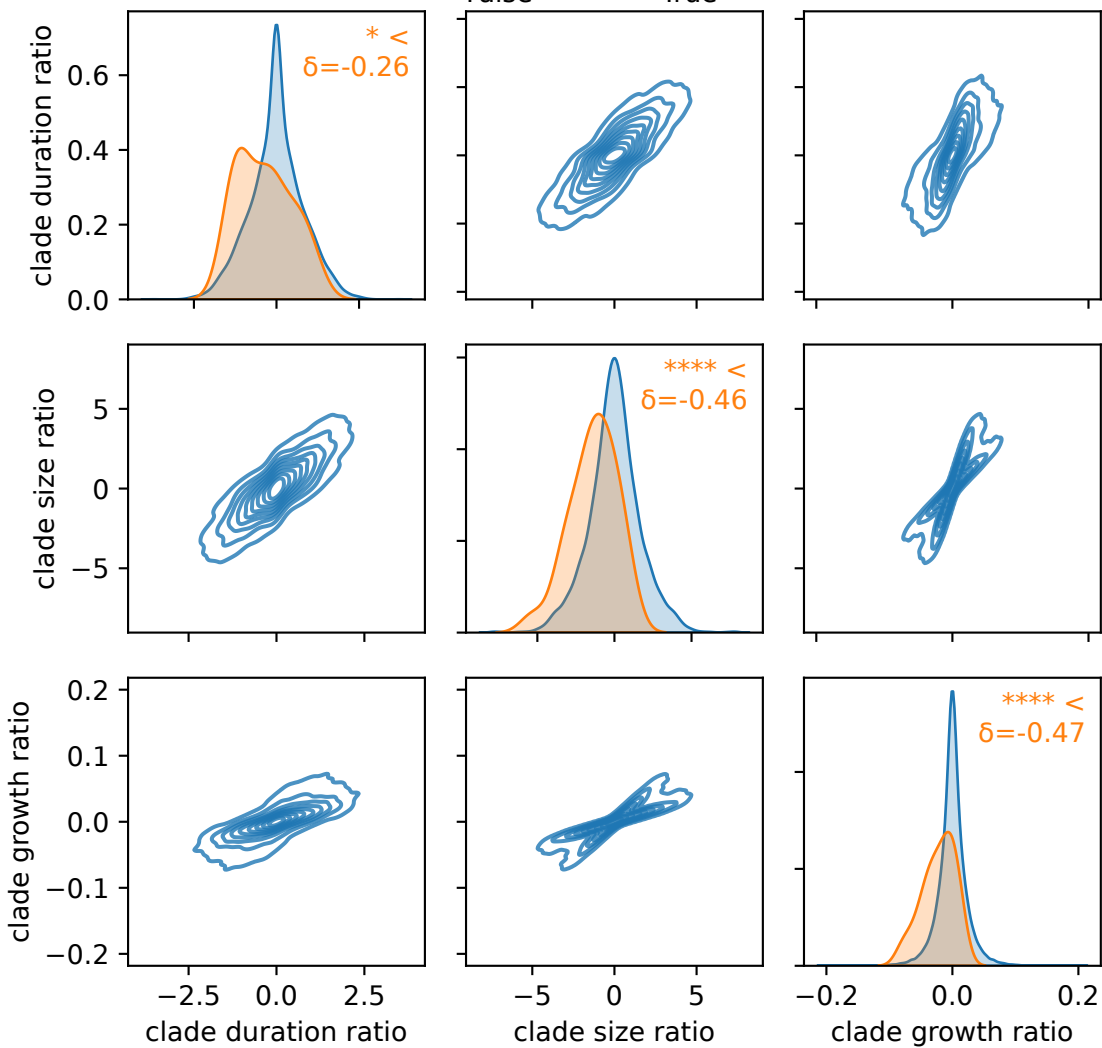 * <
δ=-0.26
clade duration ratio
0.6
0.4
0.2
0.0
**** <
δ=-0.46
clade size ratio
5
0
−5
**** <
δ=-0.47
clade growth ratio
0.2
0.1
0.0
−0.1
−0.2
−2.5 0.0 2.5 −5 0 5 −0.2 0.0 0.2
clade duration ratio clade size ratio clade growth ratio